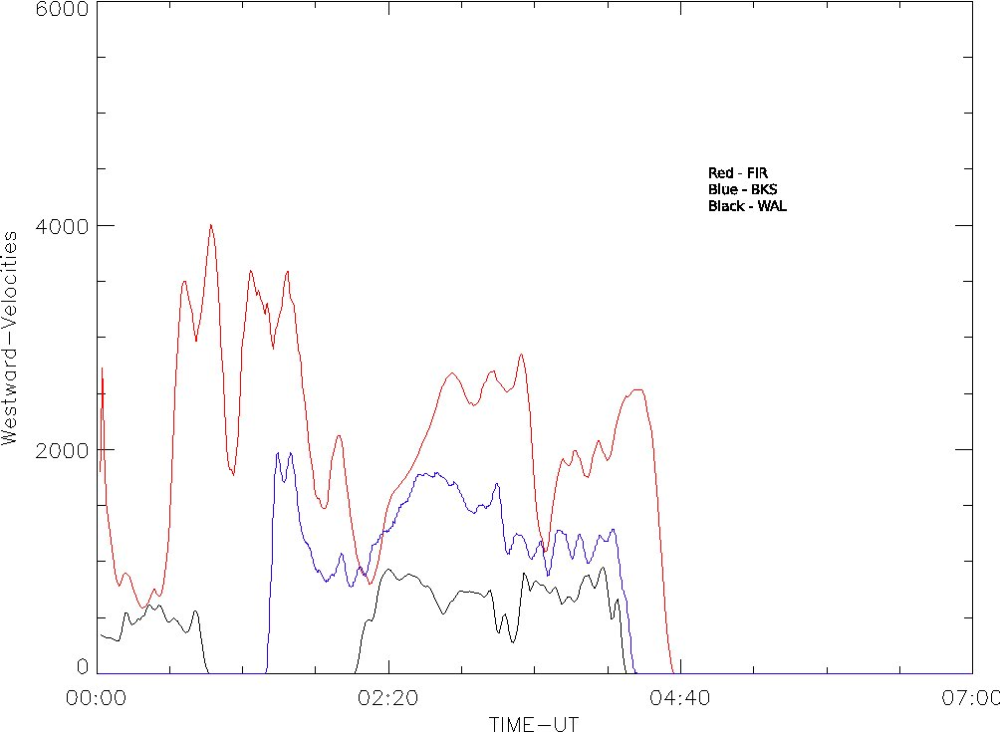 6000
4000
2000
0
Westward-Velocities
Red - FIR
Blue - BKS
Black - WAL
00:00
02:20
04:40
07:00
TIME-UT